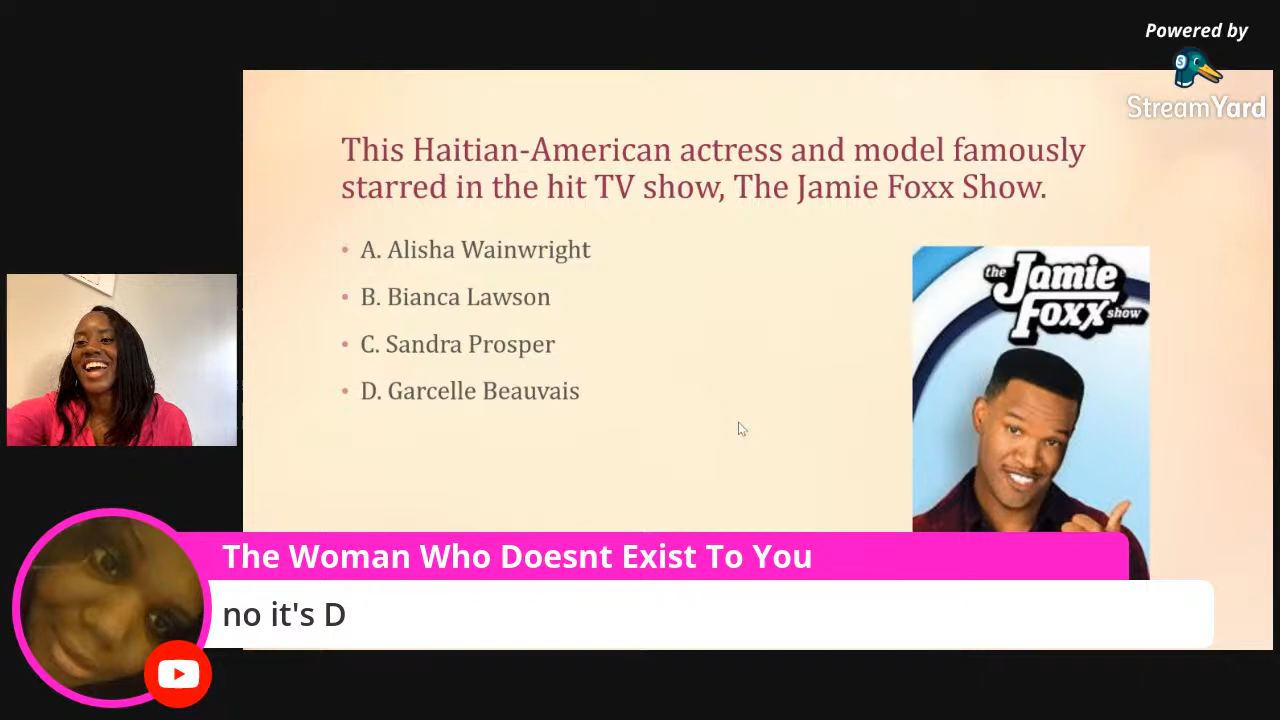 Powered by
StreamYard
This Haitian-American actress and model famously
starred in the hit TV show, The Jamie Foxx Show.
• A. Alisha Wainwright
• B. Bianca Lawson
• C. Sandra Prosper
• D. Garcelle Beauvais
the Jamie
Foxx show
The Woman Who Doesnt Exist To You
no it's D